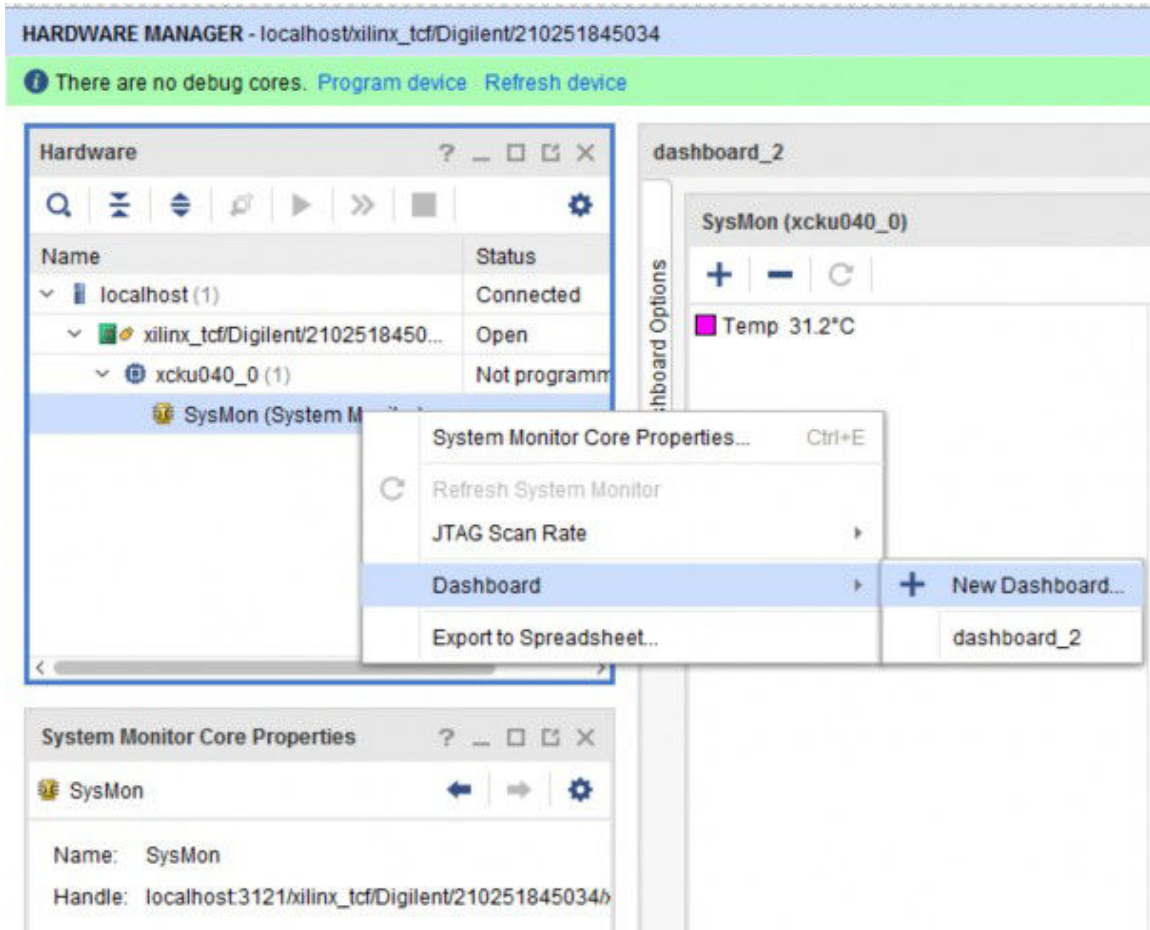 HARDWARE MANAGER - localhost/xilinx_tcf/Digilent/210251845034
There are no debug cores. Program device Refresh device
Hardware
Name Status
localhost (1) Connected
xilinx_tcf/Digilent/2102518450... Open
xcku040_0 (1) Not programm
SysMon (System M
System Monitor Core Properties... Ctrl+E
Refresh System Monitor
JTAG Scan Rate
Dashboard
Export to Spreadsheet...
New Dashboard...
dashboard_2
dashboard_2
shboard Options
SysMon (xcku040_0)
Temp 31.2°C
System Monitor Core Properties
SysMon
Name: SysMon
Handle: localhost:3121/xilinx_tcf/Digilent/210251845034/x